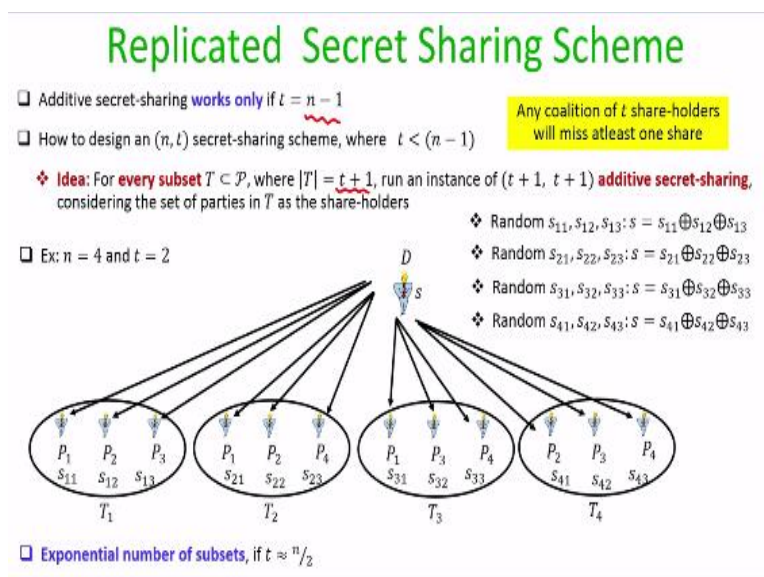 Replicated Secret Sharing Scheme
❑ Additive secret-sharing works only if t = n − 1
Any coalition of t share-holders
will miss atleast one share
❑ How to design an (n, t) secret-sharing scheme, where t < (n − 1)
❖ Idea: For every subset T ⊂ 𝒫, where |T| = t + 1, run an instance of (t + 1, t + 1) additive secret-sharing,
considering the set of parties in T as the share-holders
❖ Random s₁₁, s₁₂, s₁₃: s = s₁₁⊕s₁₂⊕s₁₃
❑ Ex: n = 4 and t = 2
❖ Random s₂₁, s₂₂, s₂₃: s = s₂₁⊕s₂₂⊕s₂₃
❖ Random s₃₁, s₃₂, s₃₃: s = s₃₁⊕s₃₂⊕s₃₃
❖ Random s₄₁, s₄₂, s₄₃: s = s₄₁⊕s₄₂⊕s₄₃
D
s
P₁ P₂ P₃ P₁ P₂ P₄ P₁ P₃ P₄ P₂ P₃ P₄
s₁₁ s₁₂ s₁₃ s₂₁ s₂₂ s₂₃ s₃₁ s₃₂ s₃₃ s₄₁ s₄₂ s₄₃
T₁ T₂ T₃ T₄
❑ Exponential number of subsets, if t ≈ n/2